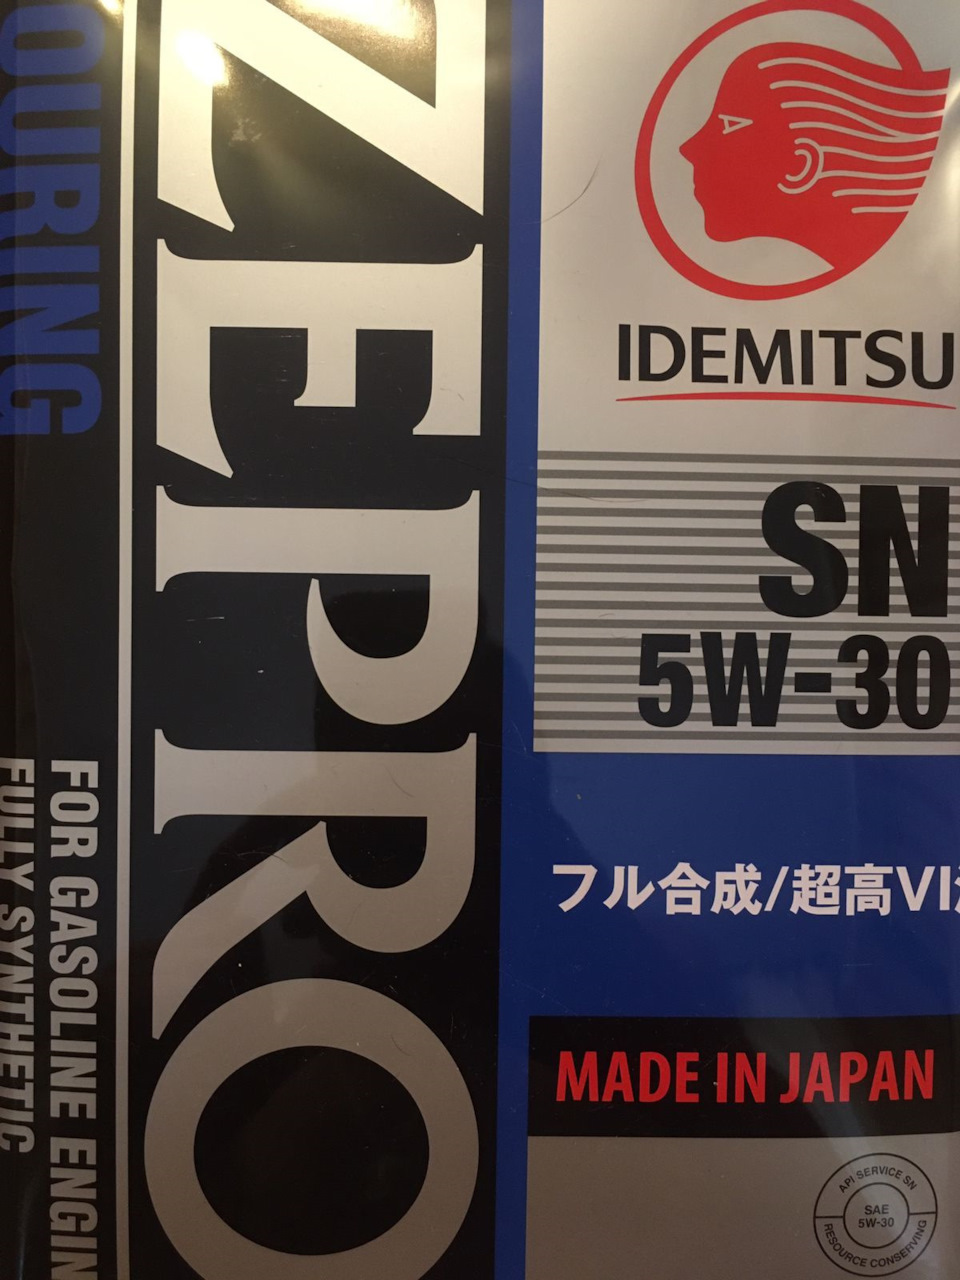 OURING
ZEPRO
FOR GASOLINE ENGIN
FULLY SYNTHETIC
IDEMITSU
SN
5W-30
フル合成/超高VI
MADE IN JAPAN
API SERVICE SN
SAE
5W-30
RESOURCE CONSERVING